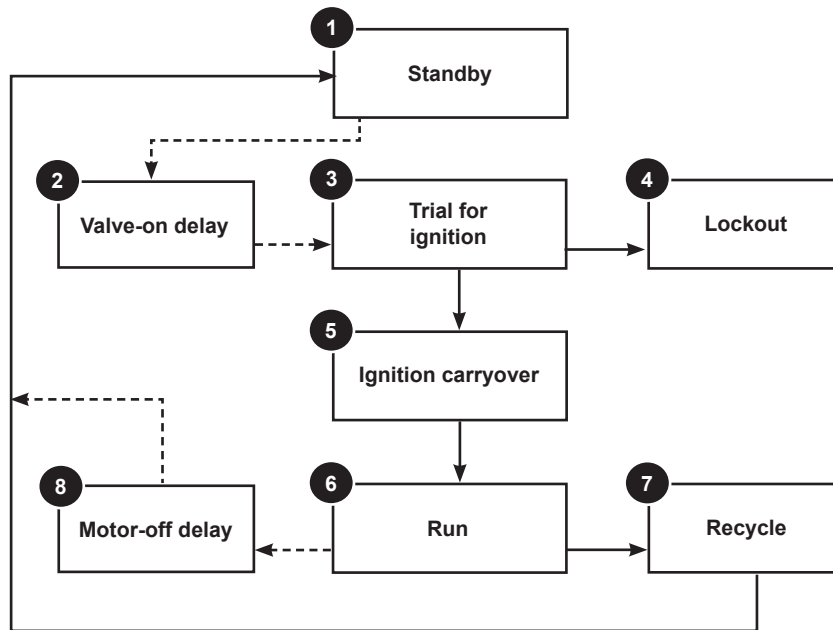 1
Standby
2
Valve-on delay
3
Trial for
ignition
4
Lockout
5
Ignition carryover
6
Run
7
Recycle
8
Motor-off delay